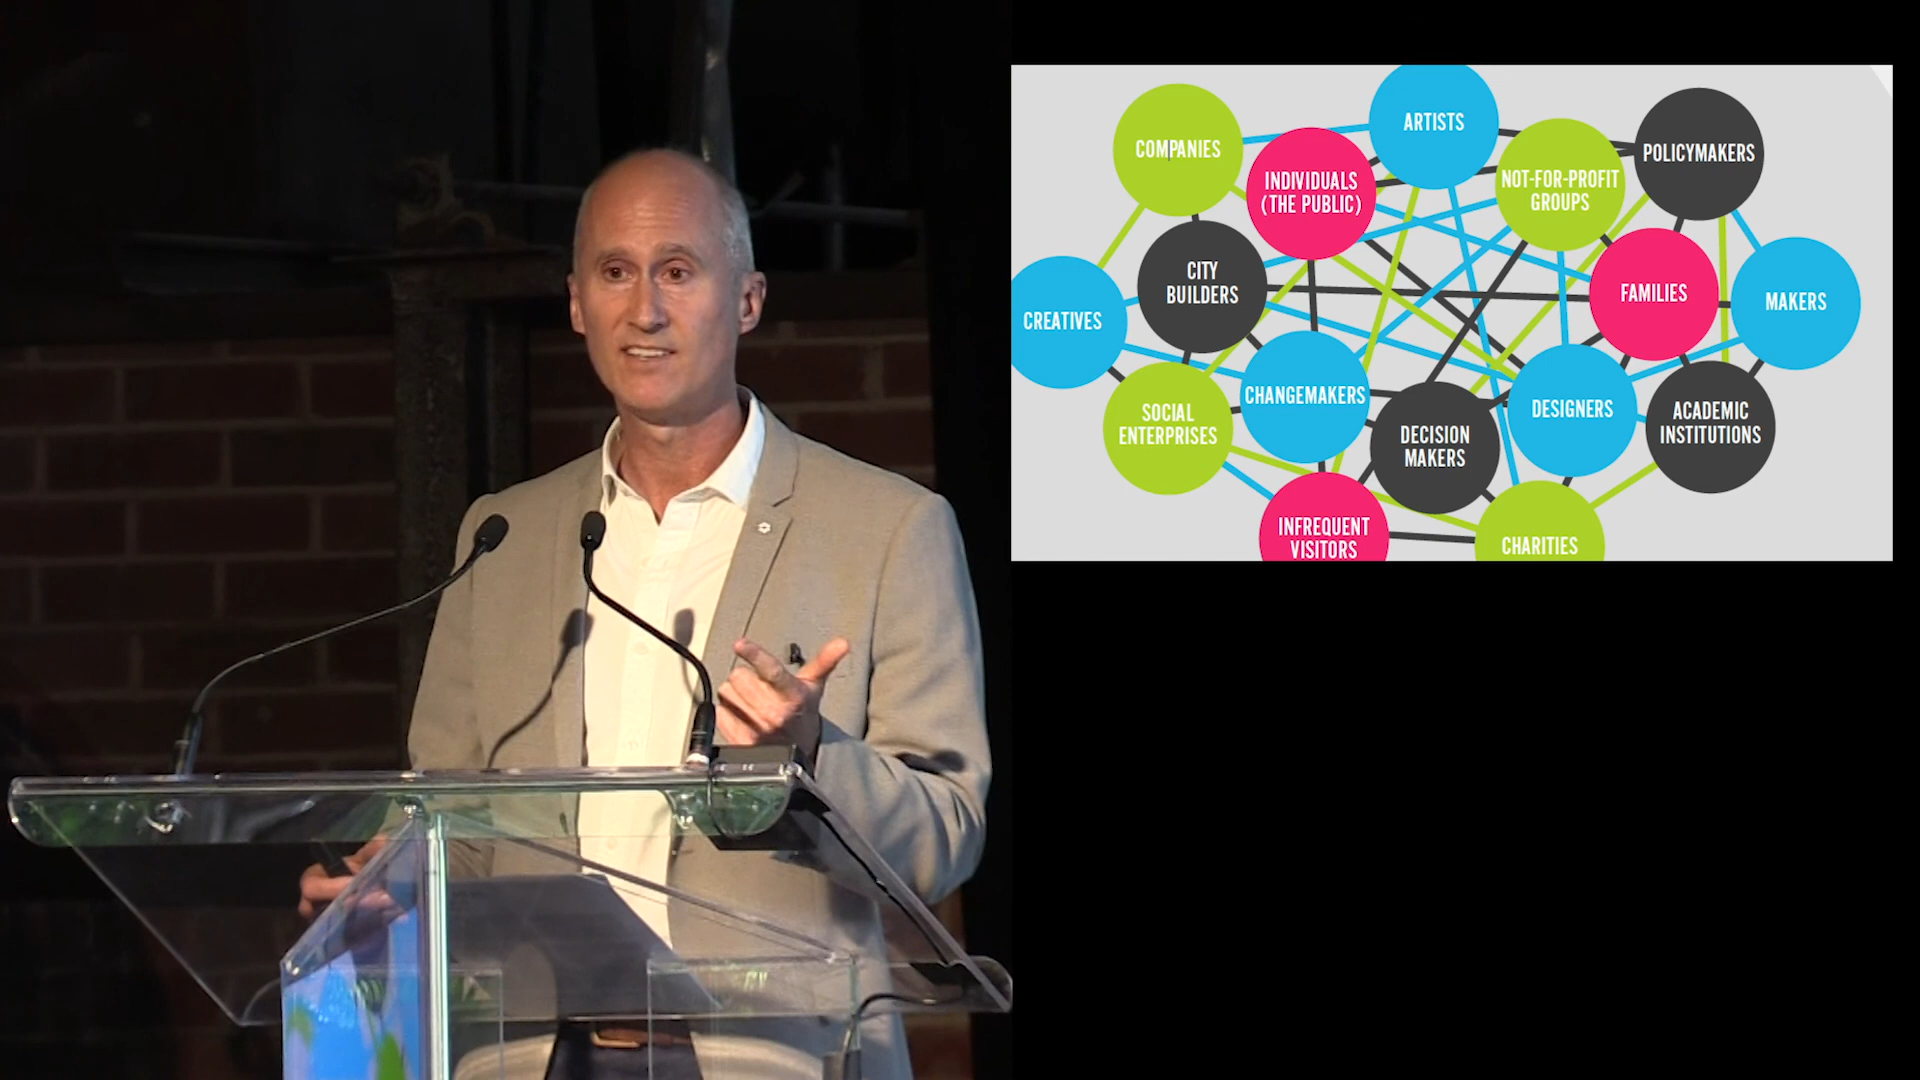 COMPANIES
ARTISTS
POLICYMAKERS
INDIVIDUALS
(THE PUBLIC)
NOT-FOR-PROFIT
GROUPS
CITY
BUILDERS
FAMILIES
MAKERS
CREATIVES
CHANGEMAKERS
SOCIAL
ENTERPRISES
DECISION
MAKERS
DESIGNERS
ACADEMIC
INSTITUTIONS
INFREQUENT
VISITORS
CHARITIES